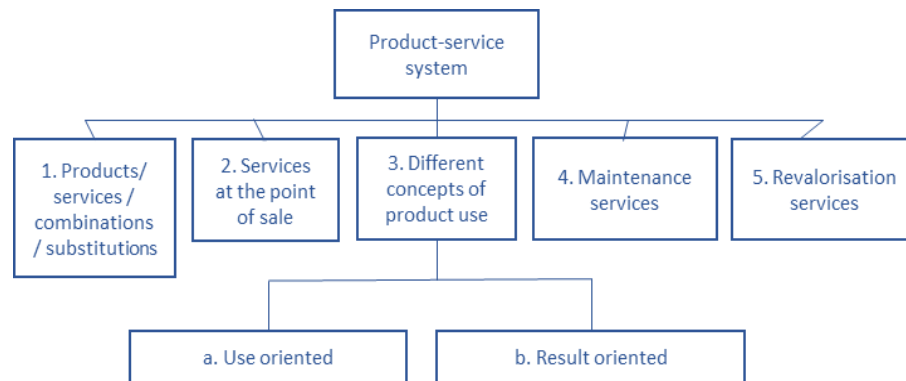 Product-service
system
1. Products/
services /
combinations
/ substitutions
2. Services
at the point
of sale
3. Different
concepts of
product use
4. Maintenance
services
5. Revalorisation
services
a. Use oriented
b. Result oriented